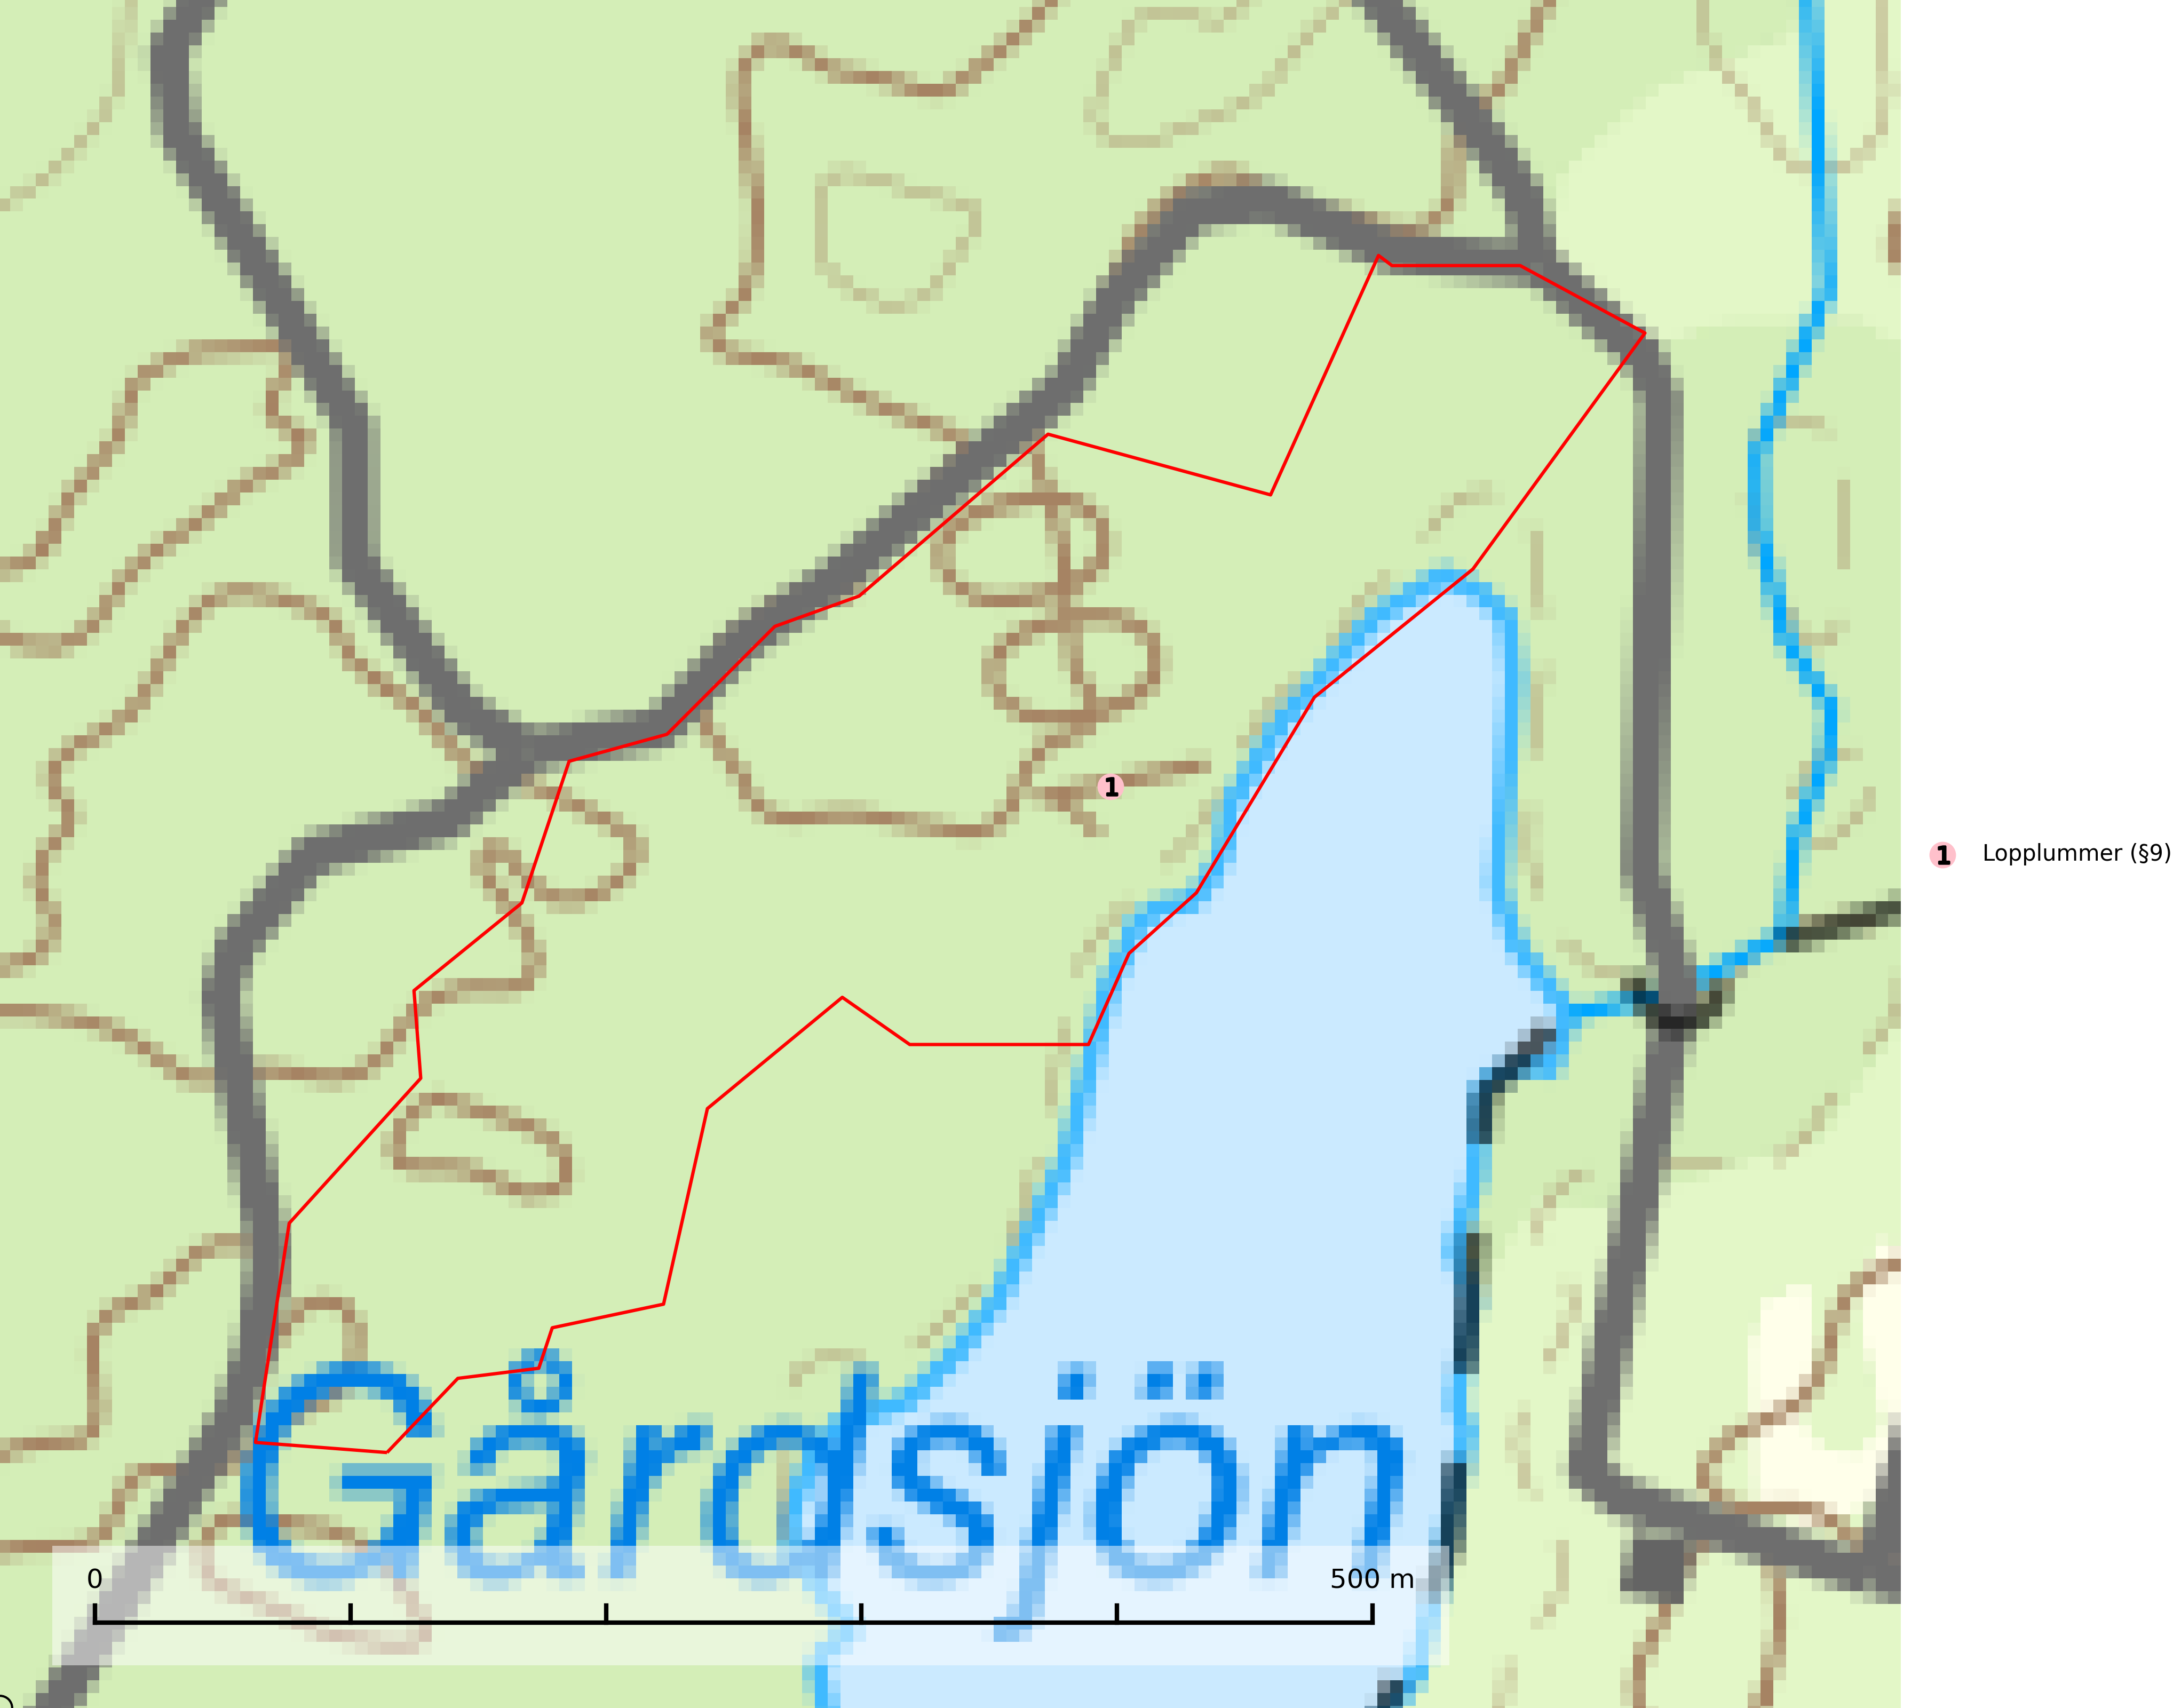 1
1 Lopplummer (§9)
Gårdsjön
0 500 m